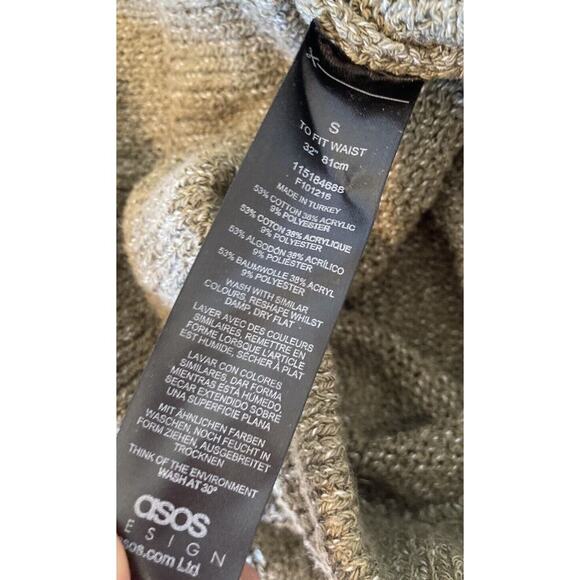 S
TO FIT WAIST
32" 81cm
115184688
F101216
MADE IN TURKEY
53% COTTON 38% ACRYLIC
9% POLYESTER
53% COTON 38% ACRYLIQUE
9% POLYESTER
53% ALGODÓN 38% ACRÍLICO
9% POLIÉSTER
53% BAUMWOLLE 38% ACRYL
9% POLYESTER
WASH WITH SIMILAR
COLOURS, RESHAPE WHILST
DAMP, DRY FLAT
LAVER AVEC DES COULEURS
SIMILAIRES, REMETTRE EN
FORME LORSQUE L'ARTICLE
EST HUMIDE, SÉCHER À PLAT
LAVAR CON COLORES
SIMILARES, DAR FORMA
MIENTRAS ESTÁ HÚMEDO
SECAR EXTENDIDO SOBRE
UNA SUPERFICIE PLANA
MIT ÄHNLICHEN FARBEN
WASCHEN, NOCH FEUCHT IN
FORM ZIEHEN, AUSGEBREITET
TROCKNEN
THINK OF THE ENVIRONMENT
WASH AT 30°
asos
ESIGN
sos.com Ltd